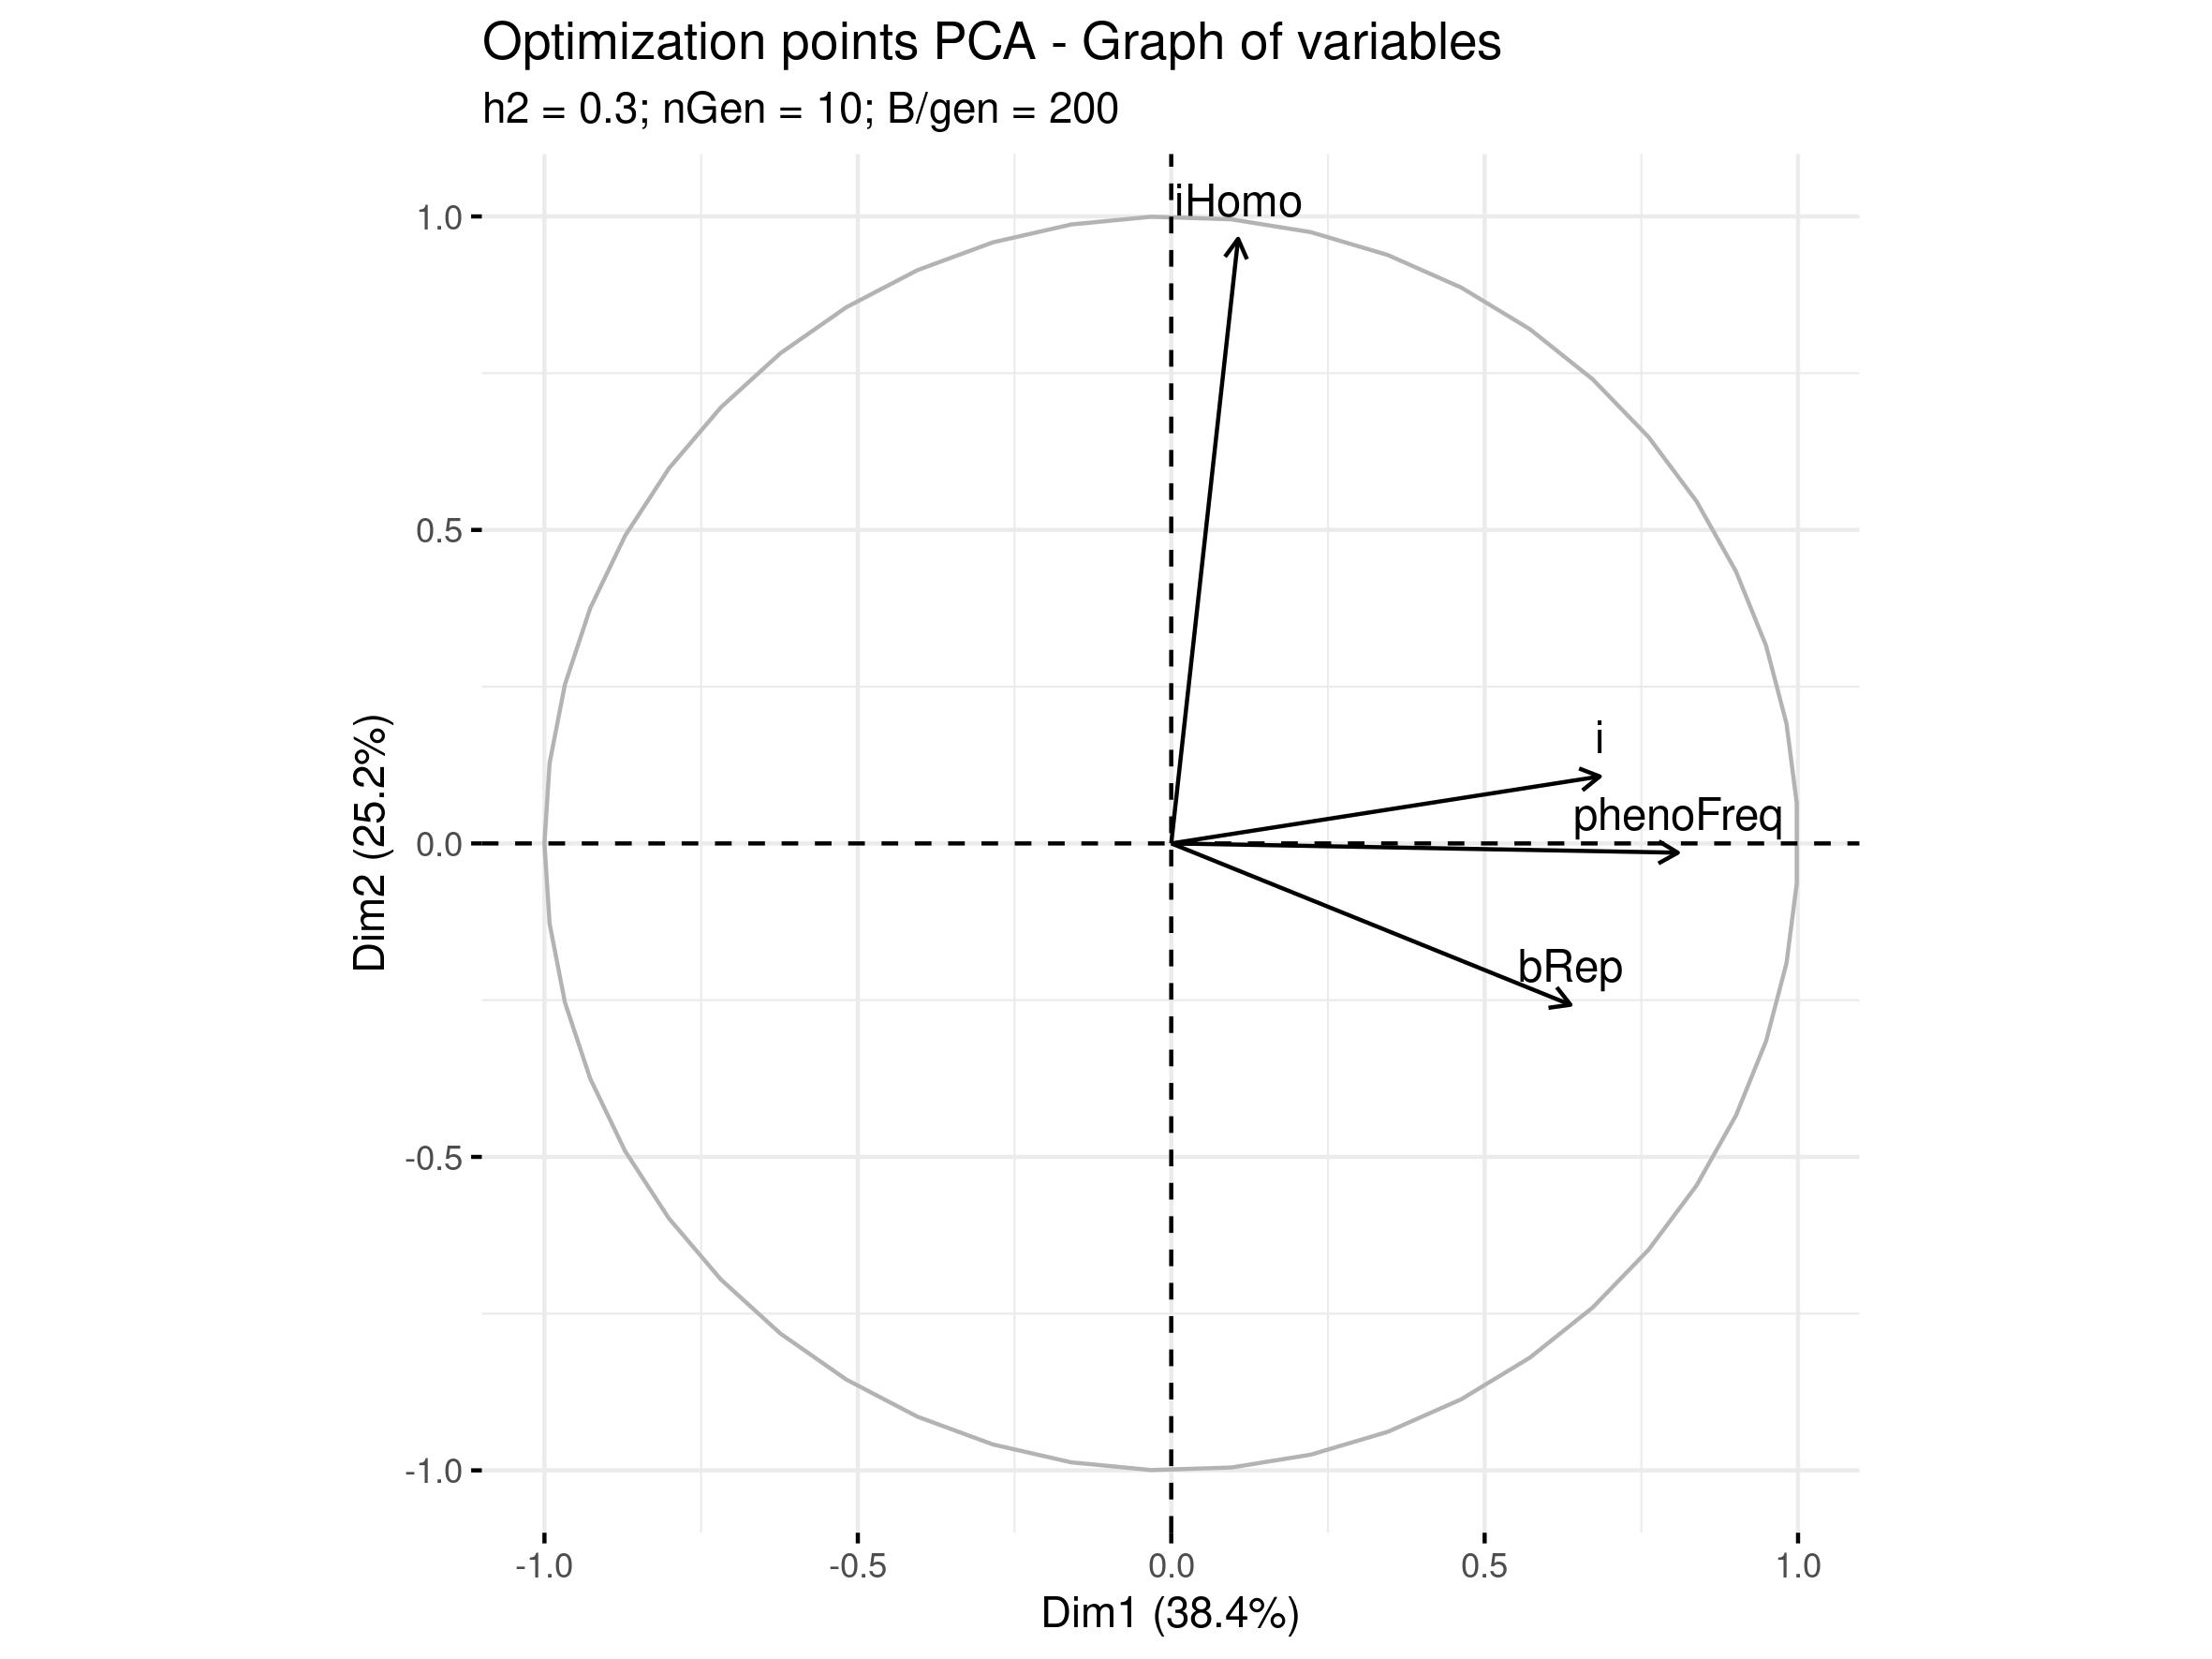 Optimization points PCA - Graph of variables
h2 = 0.3; nGen = 10; B/gen = 200
iHomo
i
phenoFreq
bRep
1.0
0.5
0.0
-0.5
-1.0
Dim2 (25.2%)
-1.0
-0.5
0.0
0.5
1.0
Dim1 (38.4%)